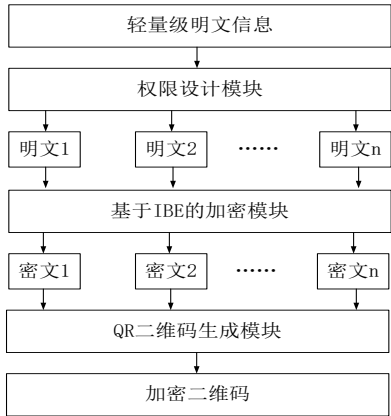 轻量级明文信息
权限设计模块
明文1 明文2 ······ 明文n
基于IBE的加密模块
密文1 密文2 ······ 密文n
QR二维码生成模块
加密二维码